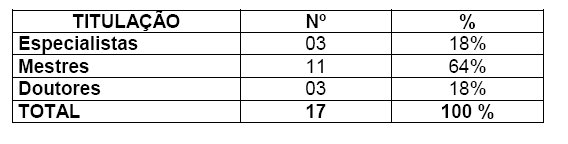 TITULAÇÃO Nº %
Especialistas 03 18%
Mestres 11 64%
Doutores 03 18%
TOTAL 17 100 %